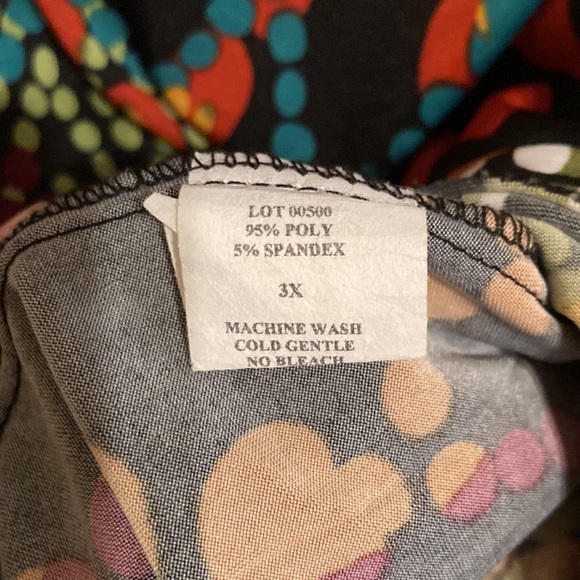 LOT 00500
95% POLY
5% SPANDEX
3X
MACHINE WASH
COLD GENTLE
NO BLEACH